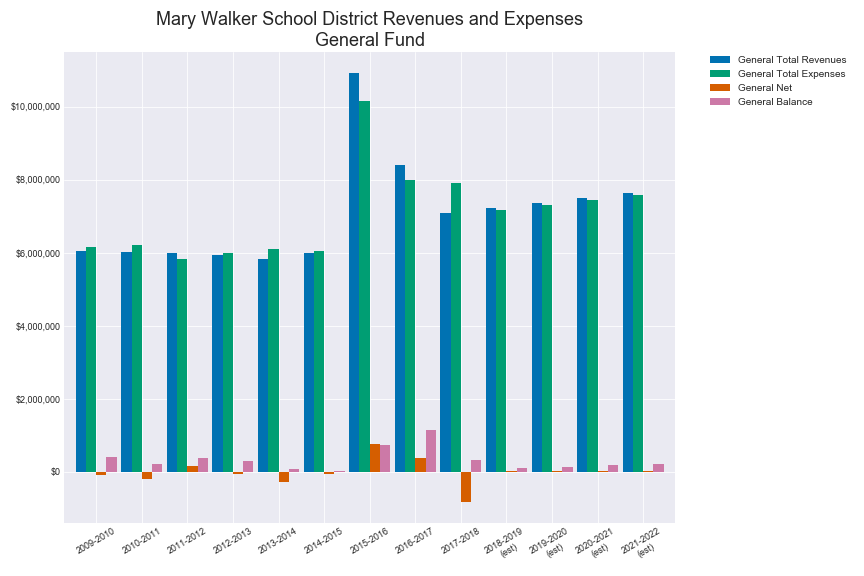 Mary Walker School District Revenues and Expenses
General Fund
General Total Revenues
General Total Expenses
General Net
General Balance
$10,000,000
$8,000,000
$6,000,000
$4,000,000
$2,000,000
$0
2009-2010
2010-2011
2011-2012
2012-2013
2013-2014
2014-2015
2015-2016
2016-2017
2017-2018
2018-2019
(est)
2019-2020
(est)
2020-2021
(est)
2021-2022
(est)